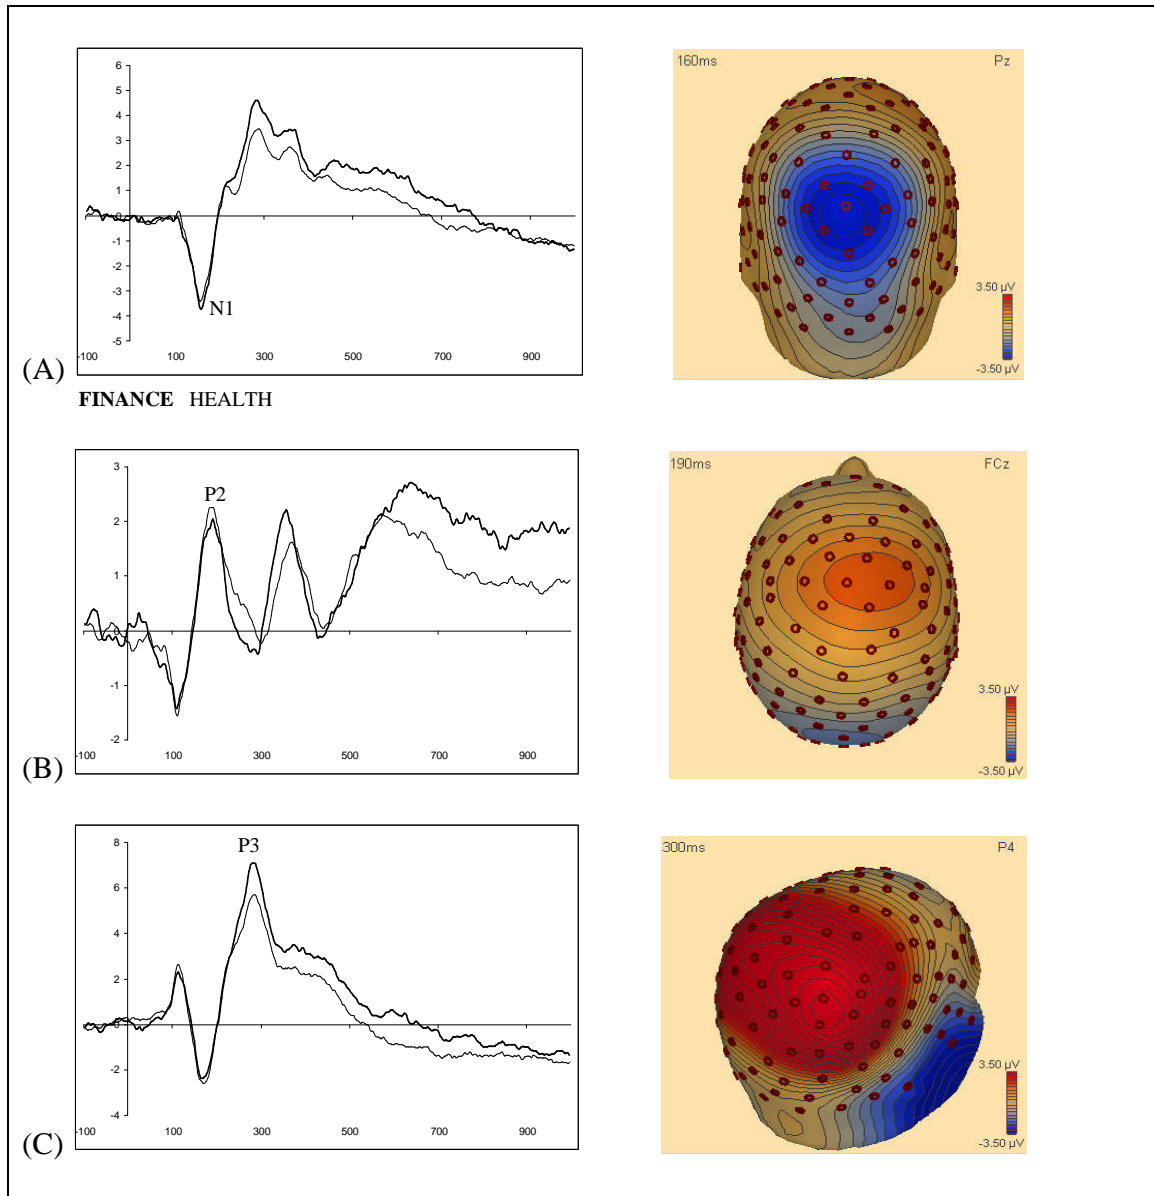 6
5
4
3
2
1
0
-1
-2
-3
-4
-5
N1
-100 100 300 500 700 900
(A)
FINANCE HEALTH
160ms Pz
3.50 µV
-3.50 µV
3
2
1
0
-1
-2
P2
-100 100 300 500 700 900
(B)
190ms FCz
3.50 µV
-3.50 µV
8
6
4
2
0
-2
-4
P3
-100 100 300 500 700 900
(C)
300ms P4
3.50 µV
-3.50 µV